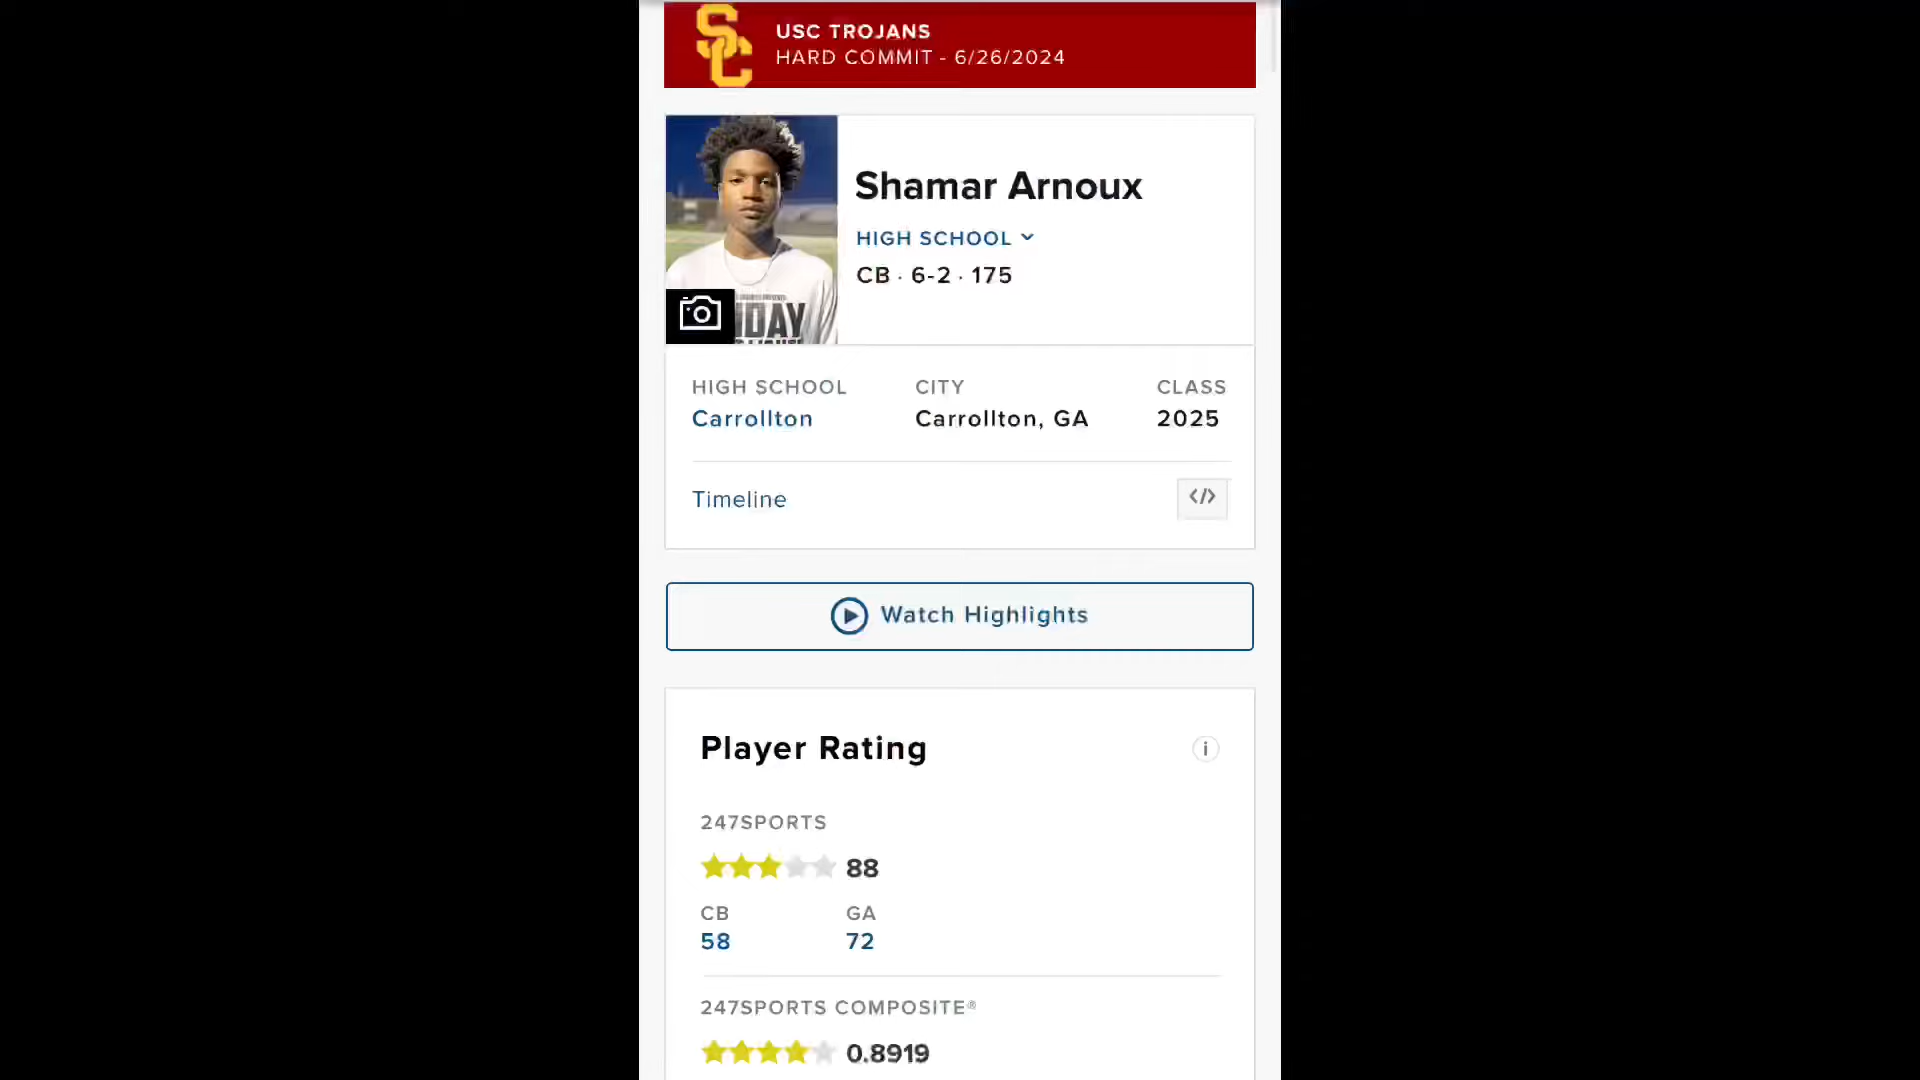 SC
USC TROJANS
HARD COMMIT - 6/26/2024
Shamar Arnoux
HIGH SCHOOL
CB · 6-2 · 175
DAY
HIGH SCHOOL CITY CLASS
Carrollton Carrollton, GA 2025
Timeline
</>
Watch Highlights
Player Rating i
247SPORTS
88
CB GA
58 72
247SPORTS COMPOSITE®
0.8919